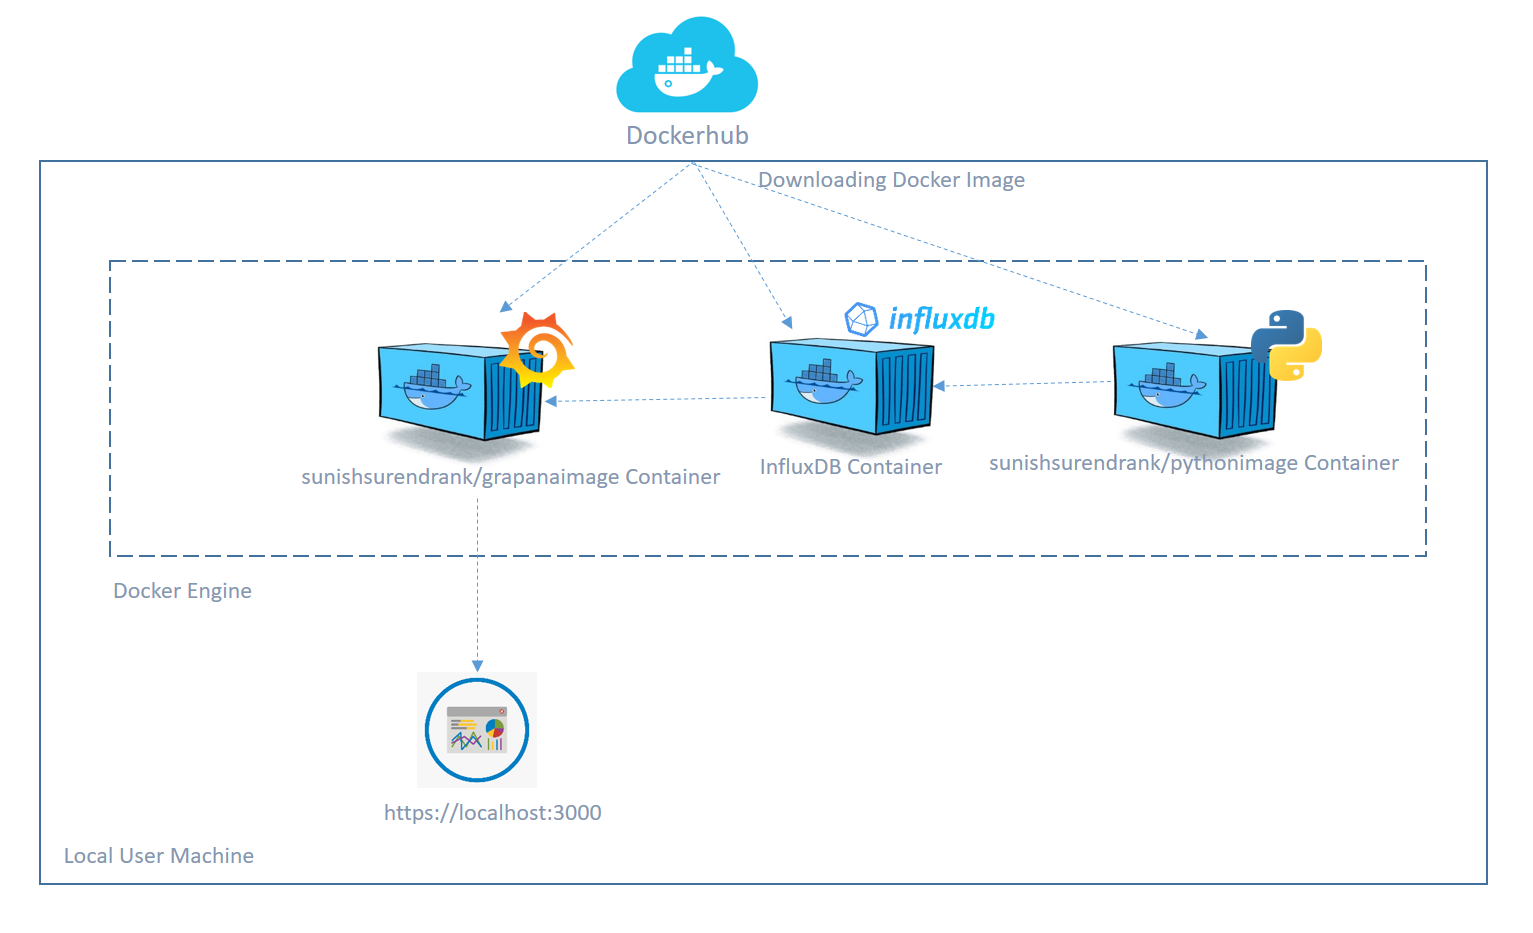 Dockerhub
Downloading Docker Image
influxdb
sunishsurendrank/grapanaimage Container
InfluxDB Container
sunishsurendrank/pythonimage Container
Docker Engine
https://localhost:3000
Local User Machine